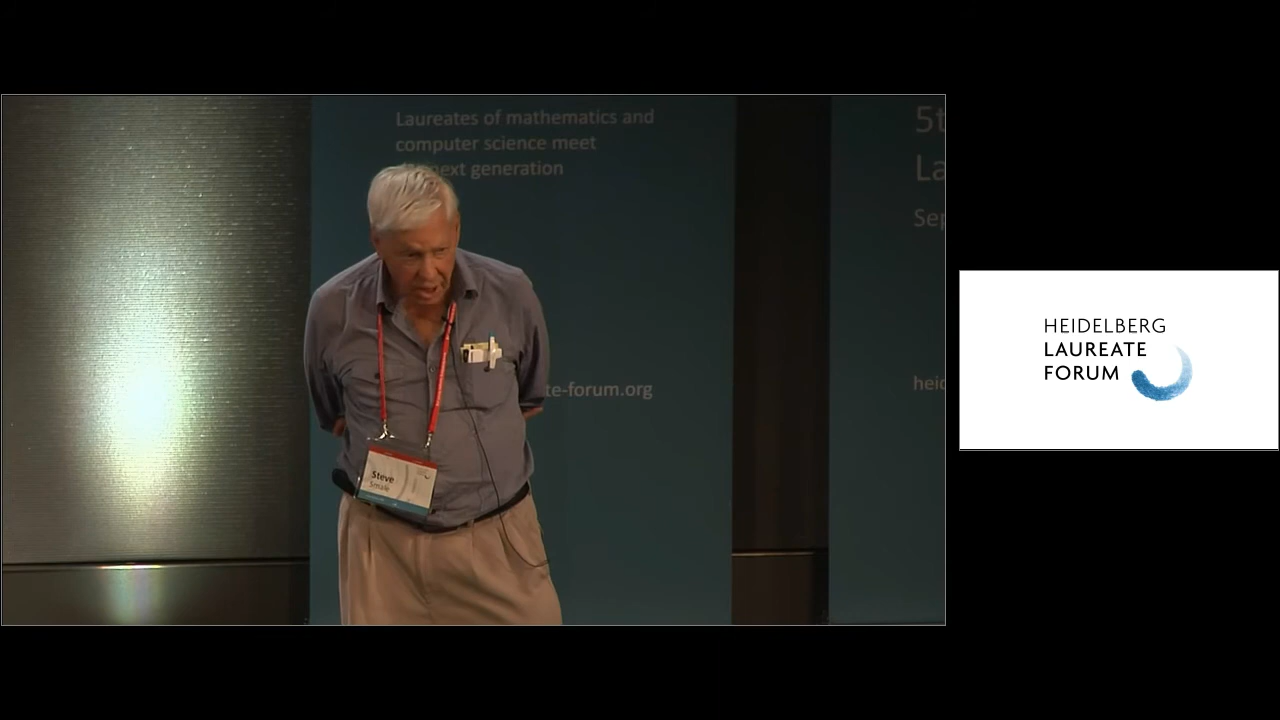 Laureates of mathematics and
computer science meet
next generation
5t
La
Sep
te-forum.org
heid
Steve
Smale
HEIDELBERG
LAUREATE
FORUM